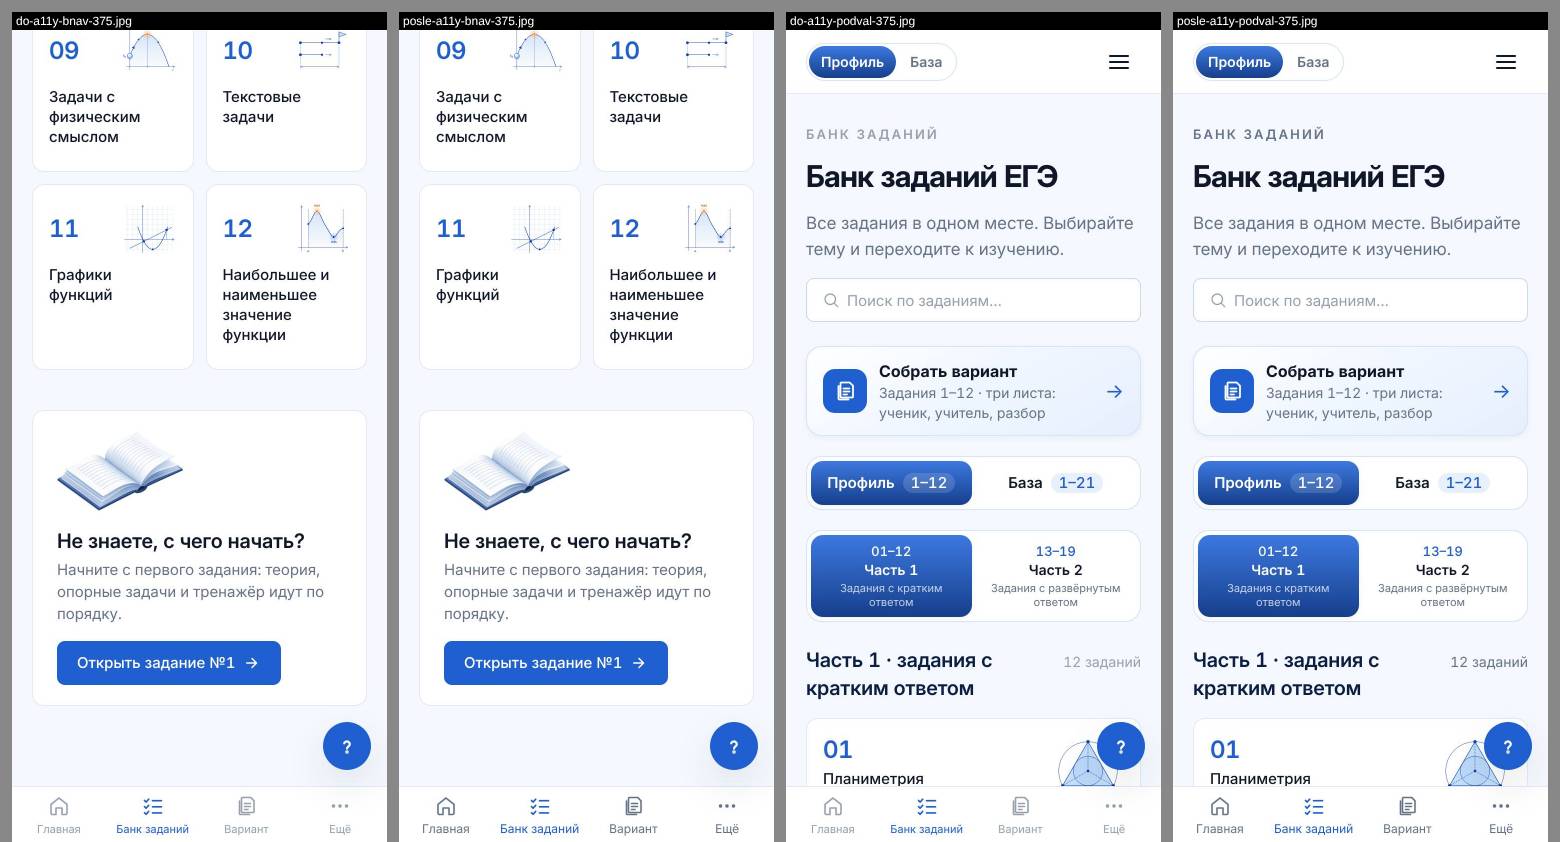 do-a11y-bnav-375.jpg
09
10
Задачи с
физическим
смыслом
Текстовые
задачи
11
12
Графики
функций
Наибольшее и
наименьшее
значение
функции
Не знаете, с чего начать?
Начните с первого задания: теория,
опорные задачи и тренажёр идут по
порядку.
Открыть задание №1 →
?
Главная
Банк заданий
Вариант
Ещё
posle-a11y-bnav-375.jpg
09
10
Задачи с
физическим
смыслом
Текстовые
задачи
11
12
Графики
функций
Наибольшее и
наименьшее
значение
функции
Не знаете, с чего начать?
Начните с первого задания: теория,
опорные задачи и тренажёр идут по
порядку.
Открыть задание №1 →
?
Главная
Банк заданий
Вариант
Ещё
do-a11y-podval-375.jpg
Профиль База
БАНК ЗАДАНИЙ
Банк заданий ЕГЭ
Все задания в одном месте. Выбирайте
тему и переходите к изучению.
Поиск по заданиям...
Собрать вариант
Задания 1–12 · три листа:
ученик, учитель, разбор
Профиль 1–12
База 1–21
01–12
Часть 1
Задания с кратким
ответом
13–19
Часть 2
Задания с развёрнутым
ответом
Часть 1 · задания с
кратким ответом
12 заданий
01
Планиметрия
?
Главная
Банк заданий
Вариант
Ещё
posle-a11y-podval-375.jpg
Профиль База
БАНК ЗАДАНИЙ
Банк заданий ЕГЭ
Все задания в одном месте. Выбирайте
тему и переходите к изучению.
Поиск по заданиям...
Собрать вариант
Задания 1–12 · три листа:
ученик, учитель, разбор
Профиль 1–12
База 1–21
01–12
Часть 1
Задания с кратким
ответом
13–19
Часть 2
Задания с развёрнутым
ответом
Часть 1 · задания с
кратким ответом
12 заданий
01
Планиметрия
?
Главная
Банк заданий
Вариант
Ещё